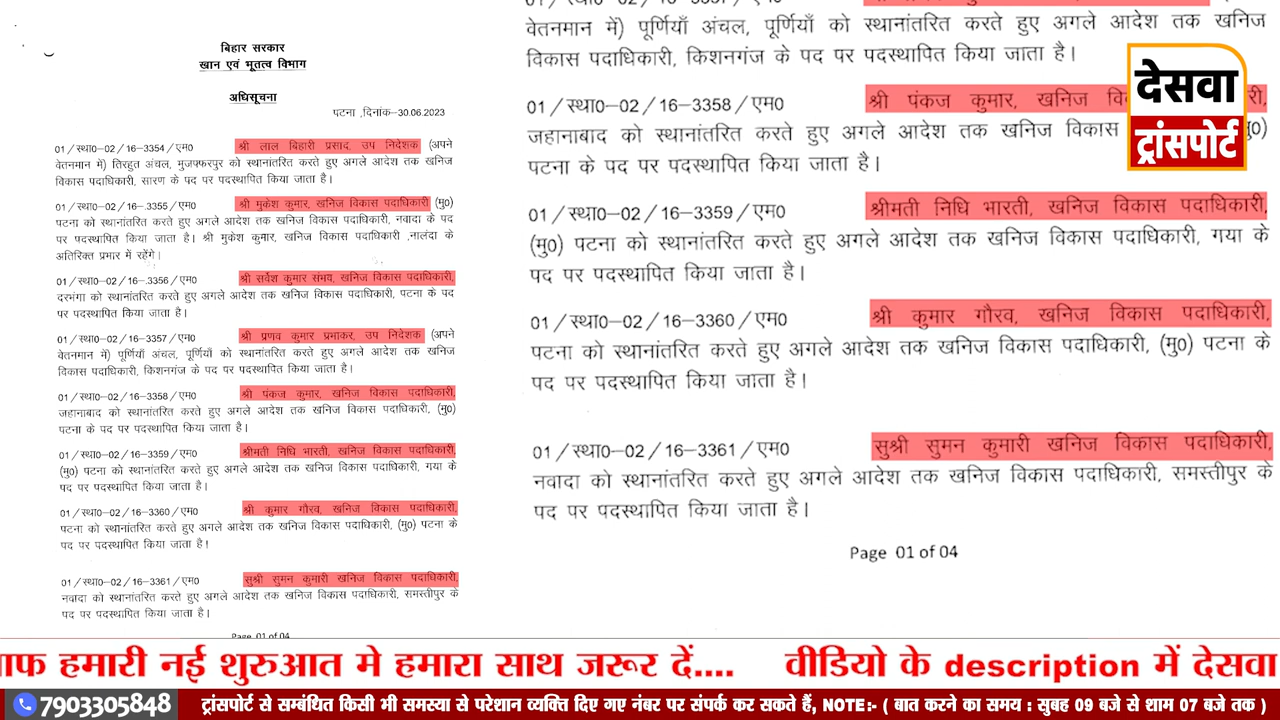 बिहार सरकार
खान एवं भूतत्व विभाग
अधिसूचना
पटना ,दिनांक-30.06.2023
01/स्था0-02/16-3354/एम0 श्री लाल बिहारी प्रसाद, उप निदेशक (अपने
वेतनमान में) तिरहुत अंचल, मुजफ्फरपुर को स्थानांतरित करते हुए अगले आदेश तक खनिज
विकास पदाधिकारी, सारण के पद पर पदस्थापित किया जाता है।
01/स्था0-02/16-.3355/एम0 श्री मुकेश कुमार, खनिज विकास पदाधिकारी (मु0)
पटना को स्थानांतरित करते हुए अगले आदेश तक खनिज विकास पदाधिकारी, नवादा के पद
पर पदस्थापित किया जाता है। श्री मुकेश कुमार, खनिज विकास पदाधिकारी ,नालंदा के
अतिरिक्त प्रभार में रहेंगे।
01/स्था0-02/16-.3356/एम0 श्री सर्वेश कुमार संभव, खनिज विकास पदाधिकारी,
दरभंगा को स्थानांतरित करते हुए अगले आदेश तक खनिज विकास पदाधिकारी, पटना के पद
पर पदस्थापित किया जाता है।
01/स्था0-02/16-.3357/एम0 श्री प्रणव कुमार प्रभाकर, उप निदेशक (अपने
वेतनमान में) पूर्णियाँ अंचल, पूर्णियाँ को स्थानांतरित करते हुए अगले आदेश तक खनिज
विकास पदाधिकारी, किशनगंज के पद पर पदस्थापित किया जाता है।
01/स्था0-02/16-3358/एम0 श्री पंकज कुमार, खनिज विकास पदाधिकारी,
जहानाबाद को स्थानांतरित करते हुए अगले आदेश तक खनिज विकास पदाधिकारी, (मु0)
पटना के पद पर पदस्थापित किया जाता है।
01/स्था0-02/16-3359/एम0 श्रीमती निधि भारती, खनिज विकास पदाधिकारी,
(मु0) पटना को स्थानांतरित करते हुए अगले आदेश तक खनिज विकास पदाधिकारी, गया के
पद पर पदस्थापित किया जाता है।
01/स्था0-02/16-3360/एम0 श्री कुमार गौरव, खनिज विकास पदाधिकारी,
पटना को स्थानांतरित करते हुए अगले आदेश तक खनिज विकास पदाधिकारी, (मु0) पटना के
पद पर पदस्थापित किया जाता है।
01/स्था0-02/16-3361/एम0 सुश्री सुमन कुमारी खनिज विकास पदाधिकारी,
नवादा को स्थानांतरित करते हुए अगले आदेश तक खनिज विकास पदाधिकारी, समस्तीपुर के
पद पर पदस्थापित किया जाता है।
Page 01 of 04
वेतनमान में) पूर्णियाँ अंचल, पूर्णियाँ को स्थानांतरित करते हुए अगले आदेश तक खनिज
विकास पदाधिकारी, किशनगंज के पद पर पदस्थापित किया जाता है।
01/स्था0-02/16-3358/एम0 श्री पंकज कुमार, खनिज
जहानाबाद को स्थानांतरित करते हुए अगले आदेश तक खनिज विकास
पटना के पद पर पदस्थापित किया जाता है।
01/स्था0-02/16-3359/एम0 श्रीमती निधि भारती, खनिज विकास पदाधिकारी,
(मु0) पटना को स्थानांतरित करते हुए अगले आदेश तक खनिज विकास पदाधिकारी, गया के
पद पर पदस्थापित किया जाता है।
01/स्था0-02/16-3360/एम0 श्री कुमार गौरव, खनिज विकास पदाधिकारी,
पटना को स्थानांतरित करते हुए अगले आदेश तक खनिज विकास पदाधिकारी, (मु0) पटना के
पद पर पदस्थापित किया जाता है।
01/स्था0-02/16-3361/एम0 सुश्री सुमन कुमारी खनिज विकास पदाधिकारी,
नवादा को स्थानांतरित करते हुए अगले आदेश तक खनिज विकास पदाधिकारी, समस्तीपुर के
पद पर पदस्थापित किया जाता है।
Page 01 of 04
देसवा
ट्रांसपोर्ट
हमारी नई शुरुआत मे हमारा साथ जरूर दें.... वीडियो के description में देसवा
7903305848 ट्रांसपोर्ट से सम्बंधित किसी भी समस्या से परेशान व्यक्ति दिए गए नंबर पर संपर्क कर सकते हैं, NOTE:- ( बात करने का समय : सुबह 09 बजे से शाम 07 बजे तक )